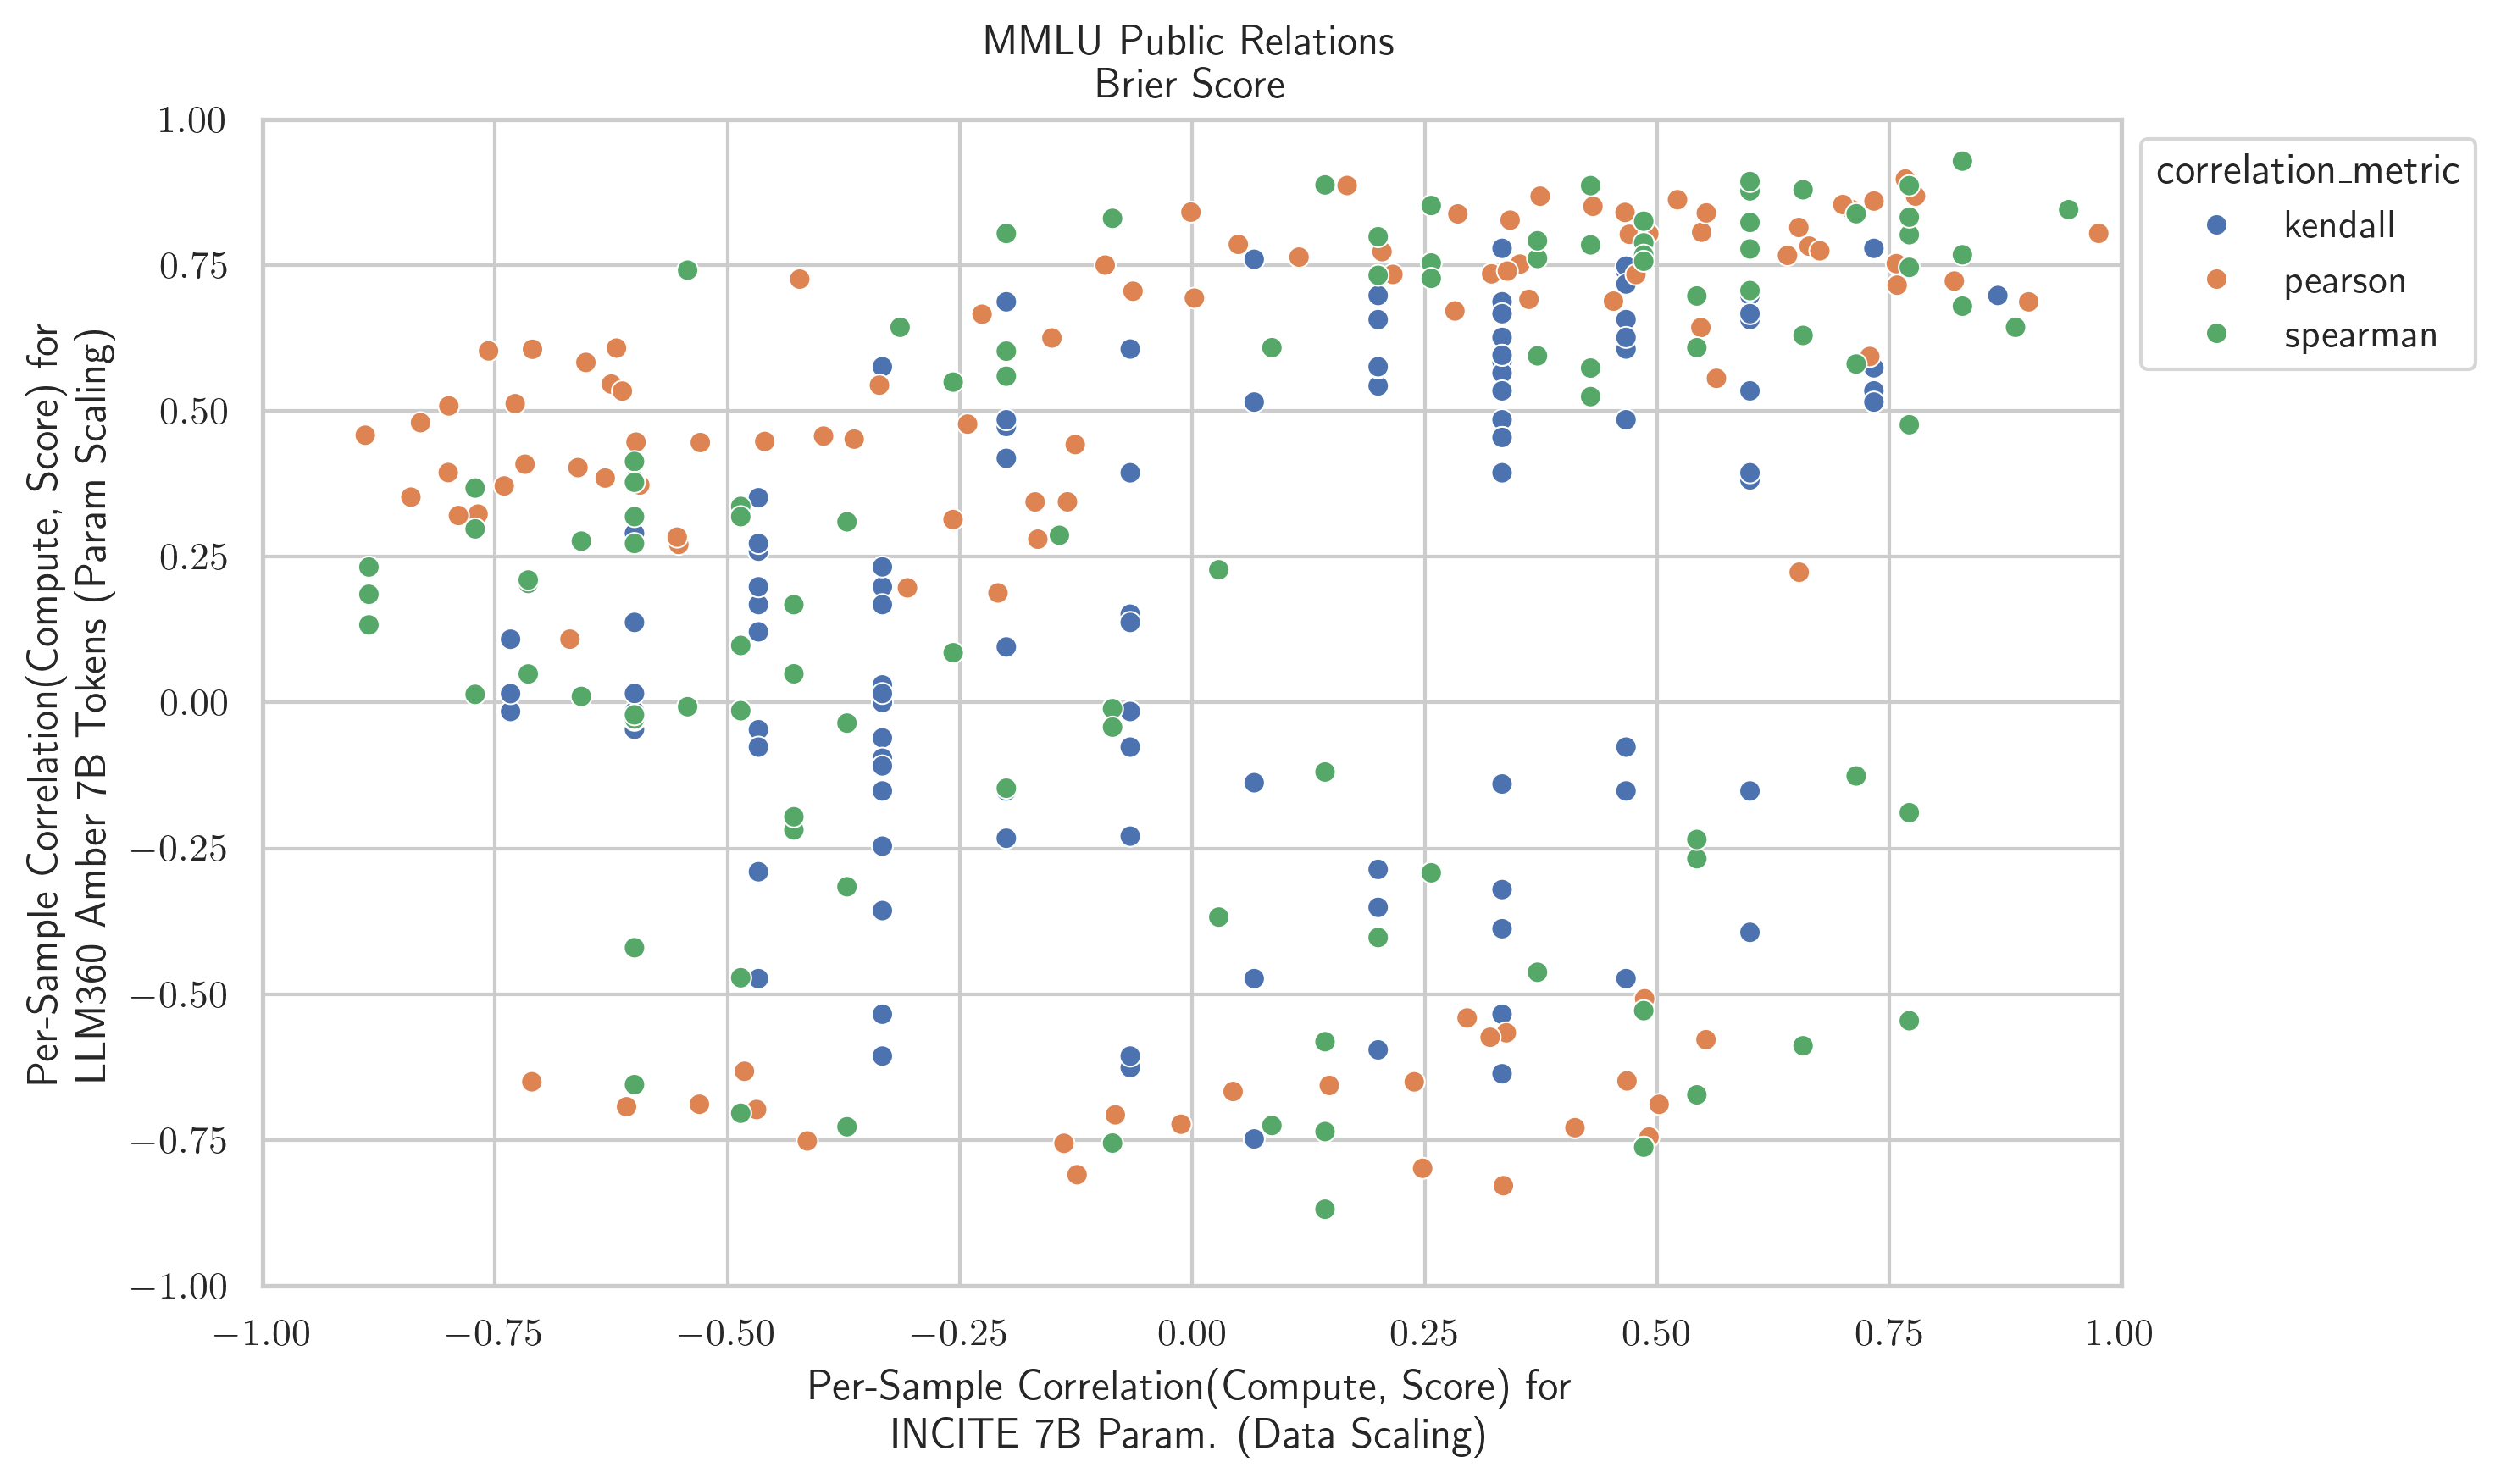 MMLU Public Relations
Brier Score
1.00
0.75
0.50
0.25
0.00
−0.25
−0.50
−0.75
−1.00
Per-Sample Correlation(Compute, Score) for
LLM360 Amber 7B Tokens (Param Scaling)
correlation_metric
kendall
pearson
spearman
−1.00 −0.75 −0.50 −0.25 0.00 0.25 0.50 0.75 1.00
Per-Sample Correlation(Compute, Score) for
INCITE 7B Param. (Data Scaling)